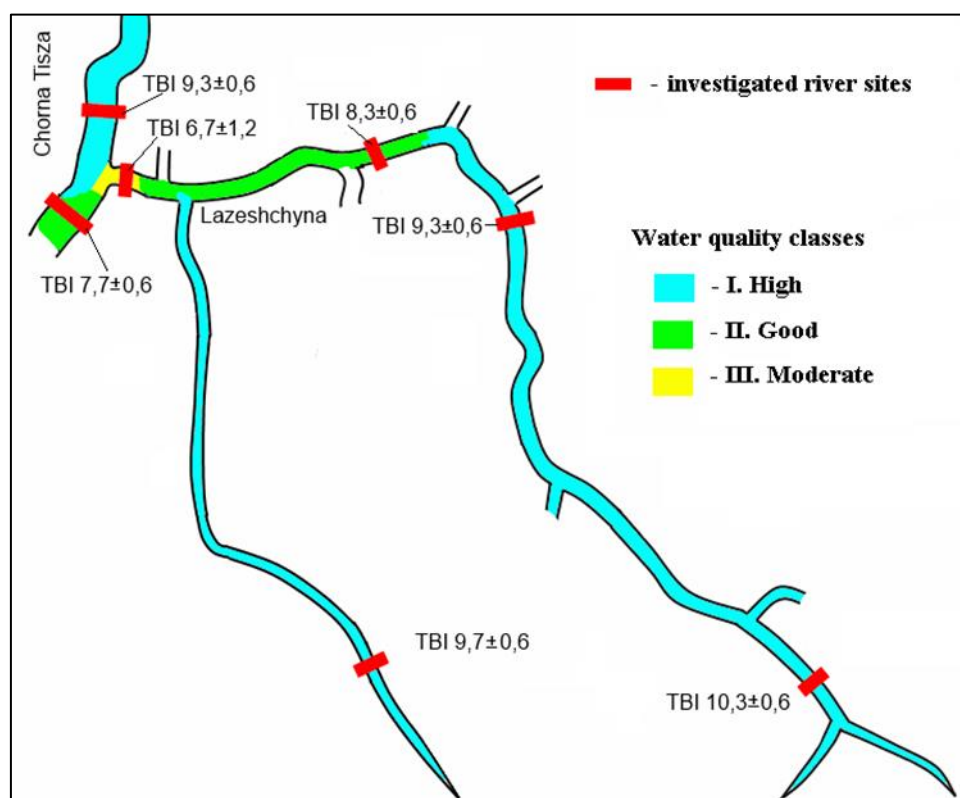 Chorna Tisza
TBI 9,3±0,6
TBI 6,7±1,2
TBI 8,3±0,6
- investigated river sites
Lazeshchyna
TBI 9,3±0,6
TBI 7,7±0,6
Water quality classes
- I. High
- II. Good
- III. Moderate
TBI 9,7±0,6
TBI 10,3±0,6